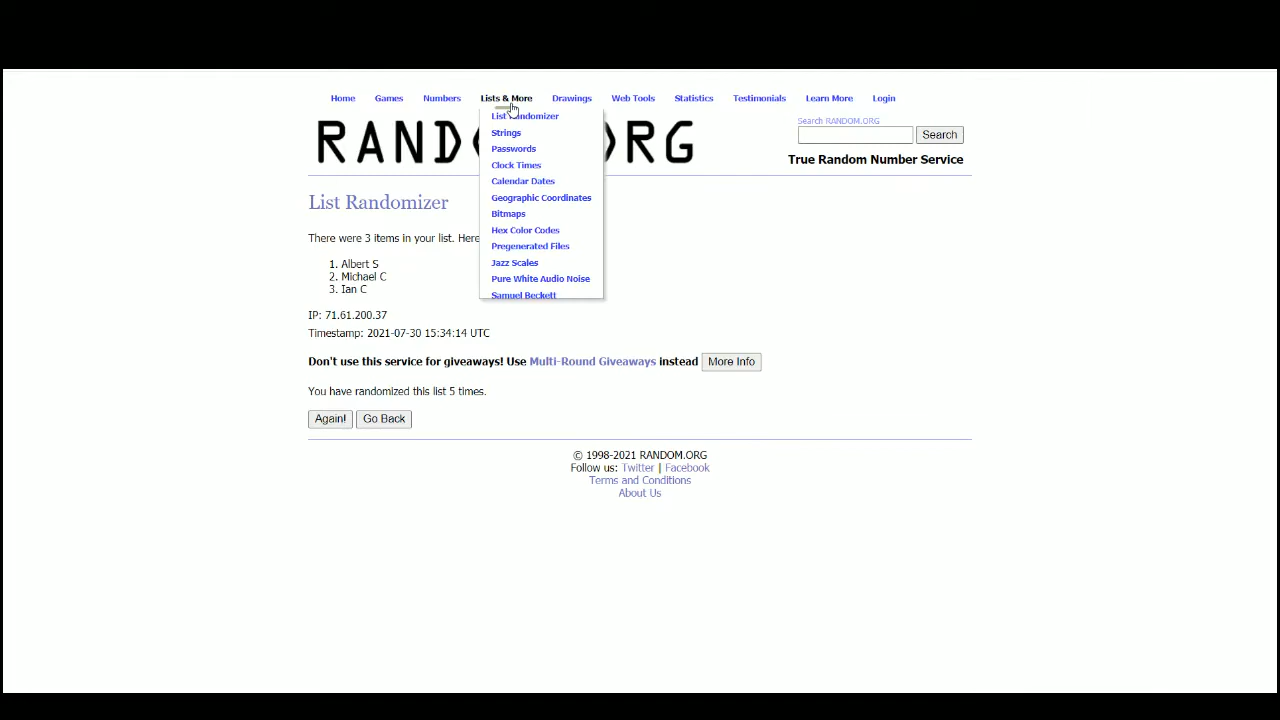 Home Games Numbers Lists & More Drawings Web Tools Statistics Testimonials Learn More Login
List Randomizer
Strings
Passwords
Clock Times
Calendar Dates
Geographic Coordinates
Bitmaps
Hex Color Codes
Pregenerated Files
Jazz Scales
Pure White Audio Noise
Samuel Beckett
RAND RG
Search RANDOM.ORG
Search
True Random Number Service
List Randomizer
There were 3 items in your list. Here
1. Albert S
2. Michael C
3. Ian C
IP: 71.61.200.37
Timestamp: 2021-07-30 15:34:14 UTC
Don't use this service for giveaways! Use Multi-Round Giveaways instead More Info
You have randomized this list 5 times.
Again! Go Back
© 1998-2021 RANDOM.ORG
Follow us: Twitter | Facebook
Terms and Conditions
About Us